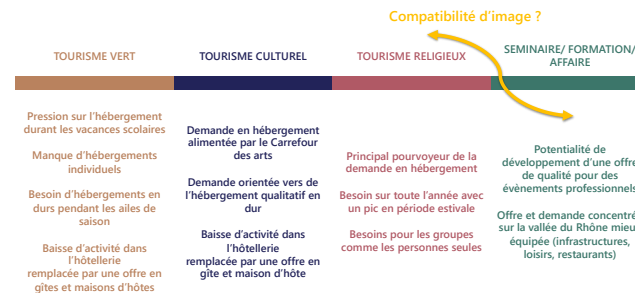 Compatibilité d'image ?
TOURISME VERT
TOURISME CULTUREL
TOURISME RELIGIEUX
SEMINAIRE/ FORMATION/
AFFAIRE
Pression sur l'hébergement
durant les vacances scolaires
Manque d'hébergements
individuels
Besoin d'hébergements en
durs pendant les ailes de
saison
Baisse d'activité dans
l'hôtellerie
remplacée par une offre en
gîtes et maisons d'hôtes
Demande en hébergement
alimentée par le Carrefour
des arts
Demande orientée vers de
l'hébergement qualitatif en
dur
Baisse d'activité dans
l'hôtellerie
remplacée par une offre en
gîte et maison d'hôte
Principal pourvoyeur de la
demande en hébergement
Besoin sur toute l'année avec
un pic en période estivale
Besoins pour les groupes
comme les personnes seules
Potentialité de
développement d'une offre
de qualité pour des
évènements professionnels
Offre et demande concentré
sur la vallée du Rhône mieu
équipée (infrastructures,
loisirs, restaurants)